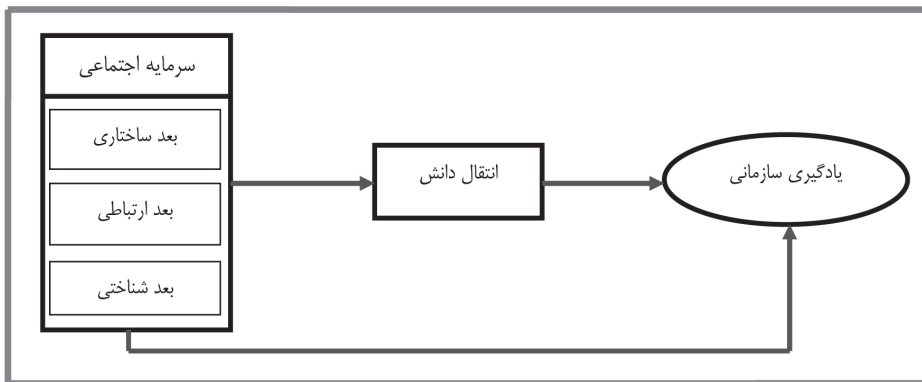 سرمایه اجتماعی
بعد ساختاری
بعد ارتباطی
بعد شناختی
انتقال دانش
یادگیری سازمانی